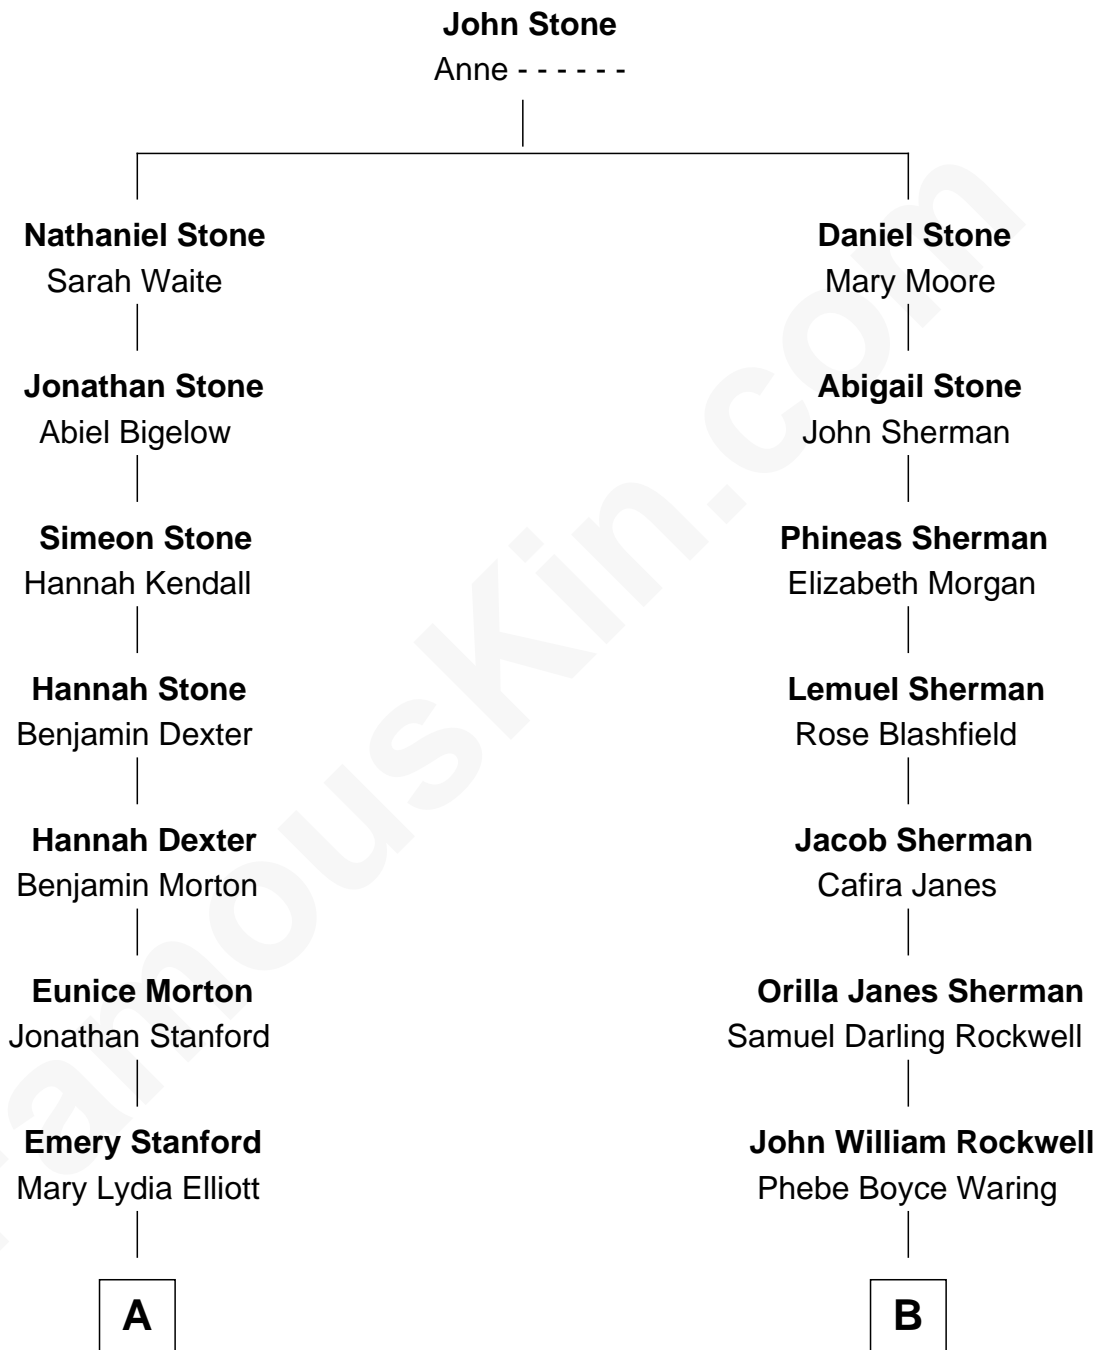 John Stone
Anne - - - - - -
Nathaniel Stone
Sarah Waite
Jonathan Stone
Abiel Bigelow
Simeon Stone
Hannah Kendall
Hannah Stone
Benjamin Dexter
Hannah Dexter
Benjamin Morton
Eunice Morton
Jonathan Stanford
Emery Stanford
Mary Lydia Elliott
A
Daniel Stone
Mary Moore
Abigail Stone
John Sherman
Phineas Sherman
Elizabeth Morgan
Lemuel Sherman
Rose Blashfield
Jacob Sherman
Cafira Janes
Orilla Janes Sherman
Samuel Darling Rockwell
John William Rockwell
Phebe Boyce Waring
B
FamousKin.com